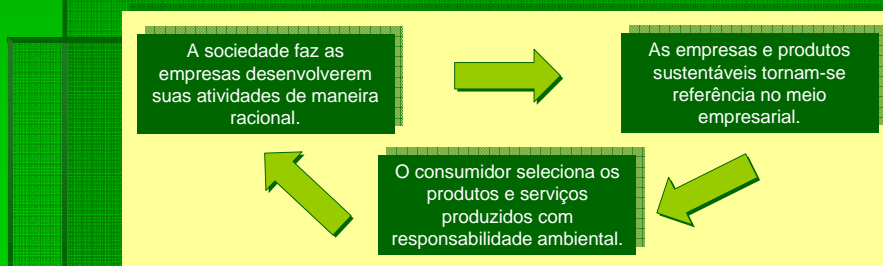 A sociedade faz as
empresas desenvolverem
suas atividades de maneira
racional.
As empresas e produtos
sustentáveis tornam-se
referência no meio
empresarial.
O consumidor seleciona os
produtos e serviços
produzidos com
responsabilidade ambiental.